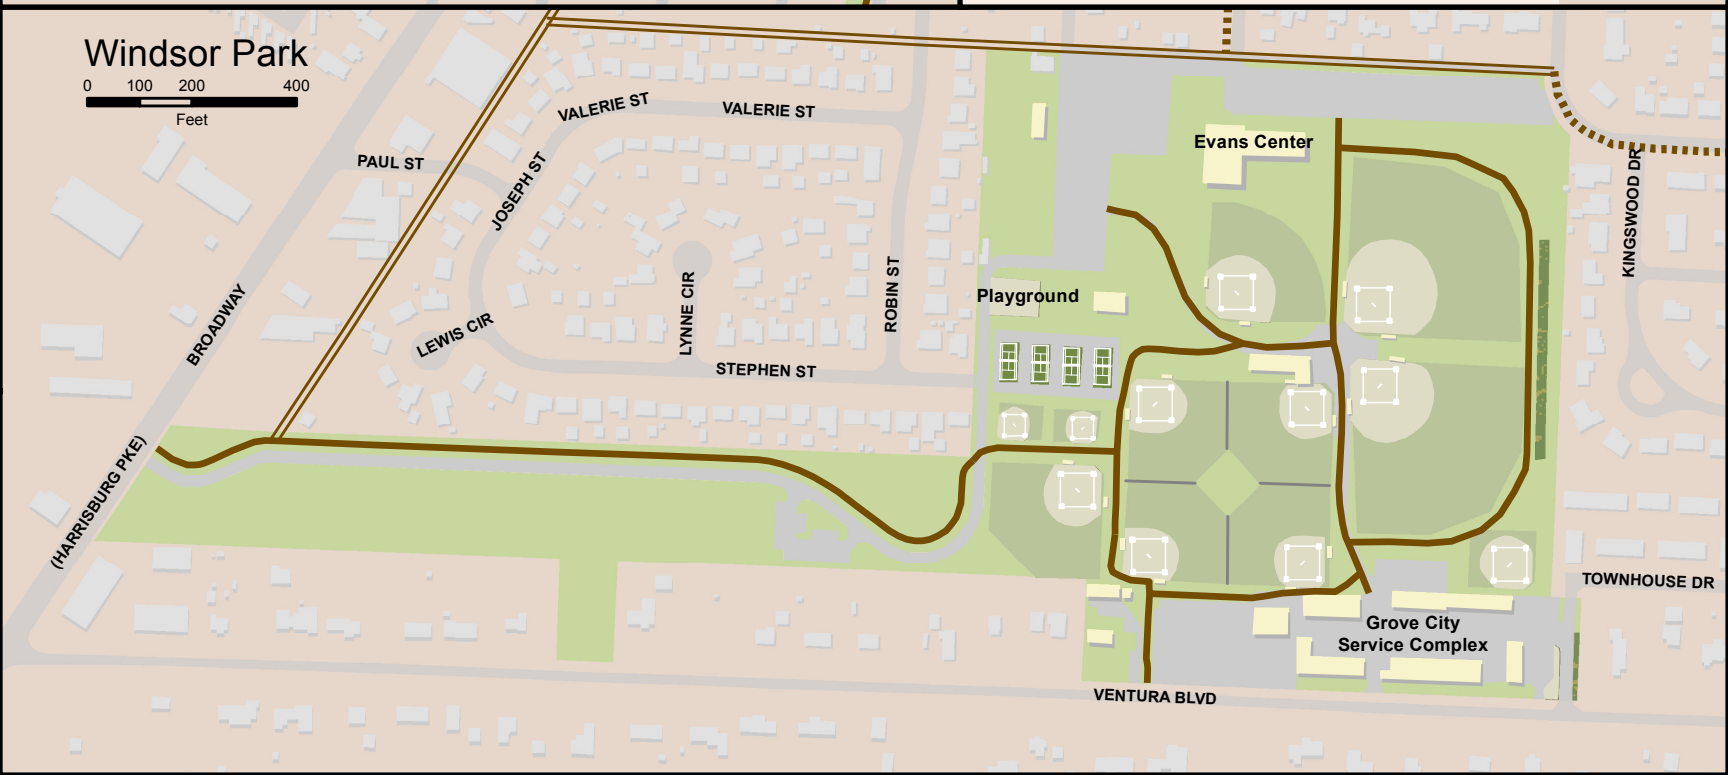 Windsor Park
0 100 200 400
Feet
VALERIE ST
VALERIE ST
PAUL ST
JOSEPH ST
Evans Center
KINGSWOOD DR
BROADWAY
LEWIS CIR
LYNNE CIR
ROBIN ST
Playground
STEPHEN ST
(HARRISBURG PKE)
TOWNHOUSE DR
Grove City
Service Complex
VENTURA BLVD